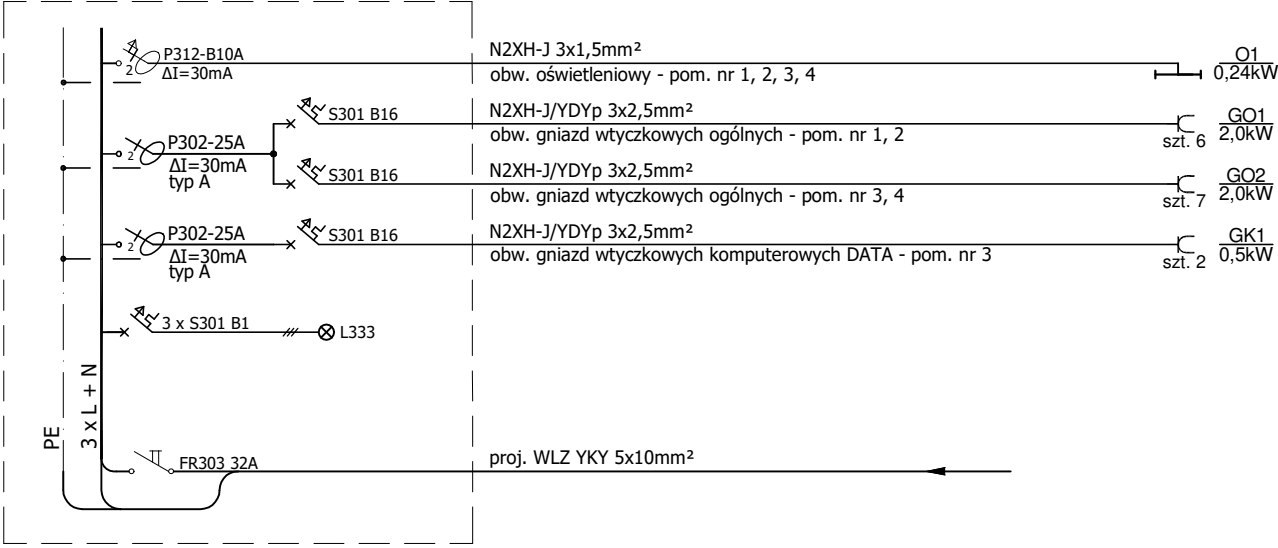 P312-B10A
2
ΔI=30mA
N2XH-J 3x1,5mm²
obw. oświetleniowy - pom. nr 1, 2, 3, 4
O1
0,24kW
P302-25A
2
ΔI=30mA
typ A
S301 B16
N2XH-J/YDYp 3x2,5mm²
obw. gniazd wtyczkowych ogólnych - pom. nr 1, 2
szt. 6
GO1
2,0kW
S301 B16
N2XH-J/YDYp 3x2,5mm²
obw. gniazd wtyczkowych ogólnych - pom. nr 3, 4
szt. 7
GO2
2,0kW
P302-25A
2
ΔI=30mA
typ A
S301 B16
N2XH-J/YDYp 3x2,5mm²
obw. gniazd wtyczkowych komputerowych DATA - pom. nr 3
szt. 2
GK1
0,5kW
3 x S301 B1
L333
PE
3 x L + N
FR303 32A
proj. WLZ YKY 5x10mm²